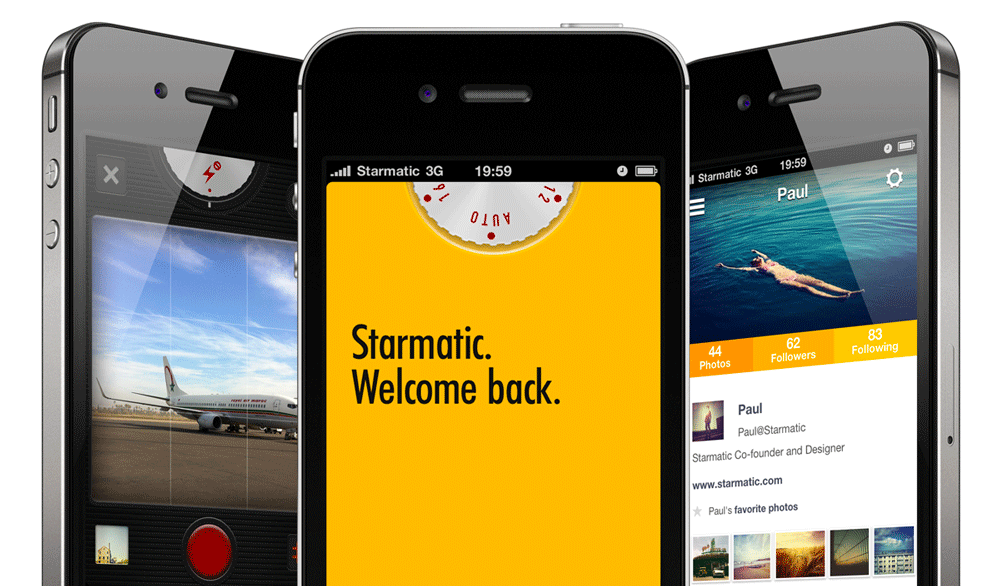 Starmatic 3G
19:59
12
AUTO
Starmatic.
Welcome back.
Starmatic 3G
19:59
Paul
44
Photos
62
Followers
83
Following
Paul
Paul@Starmatic
Starmatic Co-founder and Designer
www.starmatic.com
Paul's favorite photos